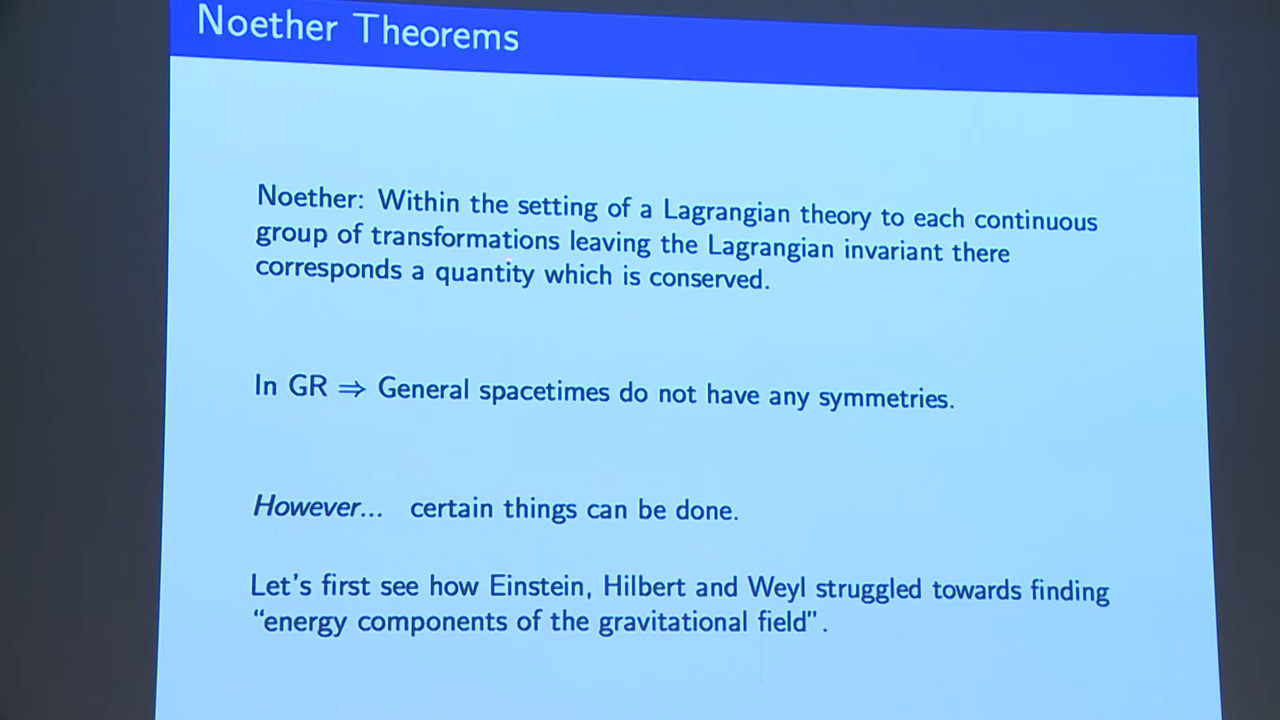 Noether Theorems
Noether: Within the setting of a Lagrangian theory to each continuous
group of transformations leaving the Lagrangian invariant there
corresponds a quantity which is conserved.
In GR ⇒ General spacetimes do not have any symmetries.
However... certain things can be done.
Let's first see how Einstein, Hilbert and Weyl struggled towards finding
“energy components of the gravitational field”.